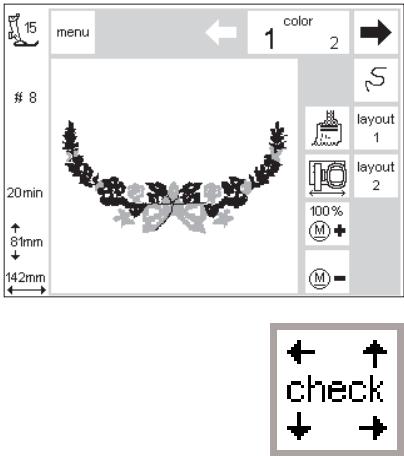 15
menu
color
1 2
# 8
layout
1
layout
2
20min
100%
M +
81mm
142mm
M -
check